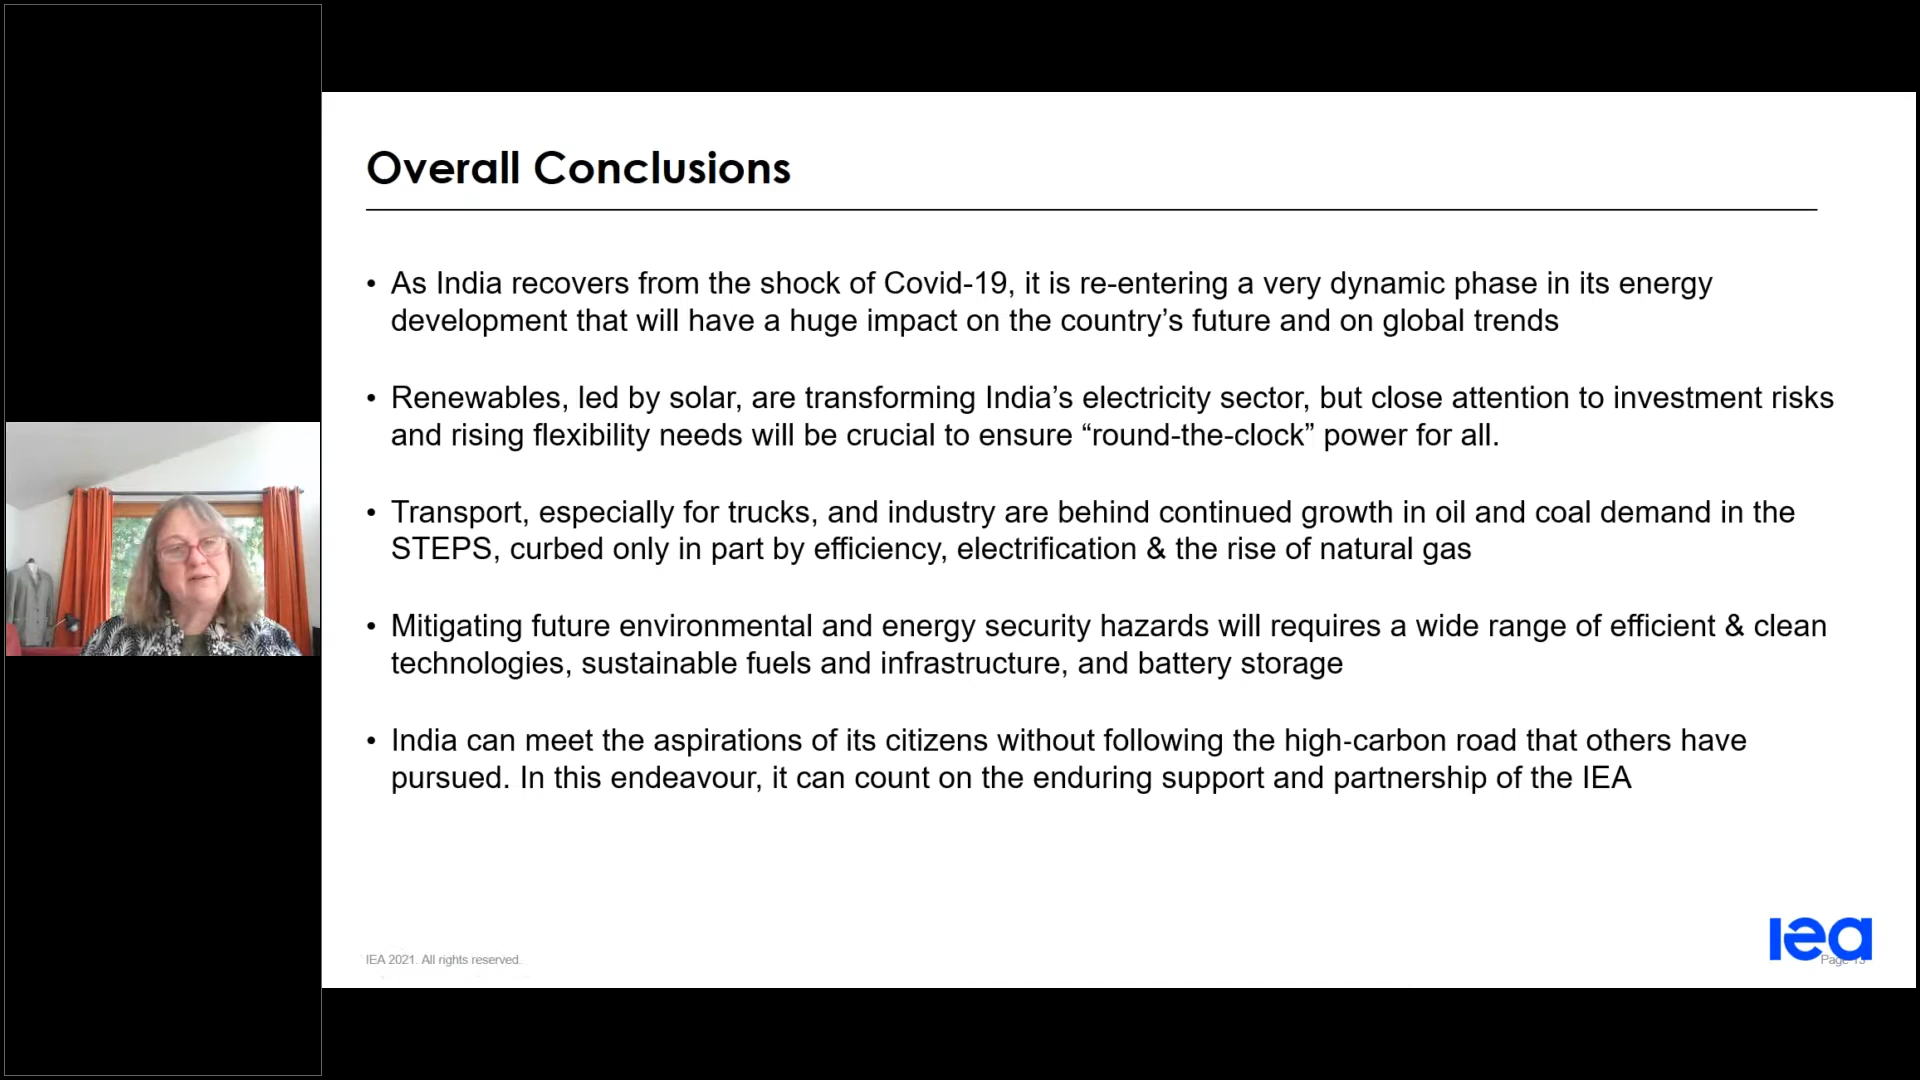 Overall Conclusions
• As India recovers from the shock of Covid-19, it is re-entering a very dynamic phase in its energy
development that will have a huge impact on the country’s future and on global trends
• Renewables, led by solar, are transforming India’s electricity sector, but close attention to investment risks
and rising flexibility needs will be crucial to ensure “round-the-clock” power for all.
• Transport, especially for trucks, and industry are behind continued growth in oil and coal demand in the
STEPS, curbed only in part by efficiency, electrification & the rise of natural gas
• Mitigating future environmental and energy security hazards will requires a wide range of efficient & clean
technologies, sustainable fuels and infrastructure, and battery storage
• India can meet the aspirations of its citizens without following the high-carbon road that others have
pursued. In this endeavour, it can count on the enduring support and partnership of the IEA
iea
IEA 2021. All rights reserved.
Page